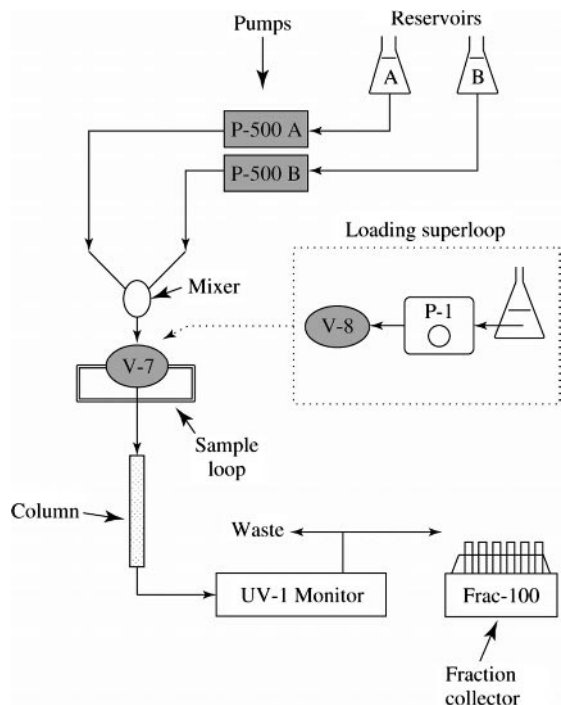 Pumps
Reservoirs
A
B
P-500 A
P-500 B
Loading superloop
Mixer
P-1
V-8
V-7
Sample
loop
Column
Waste
UV-1 Monitor
Frac-100
Fraction
collector